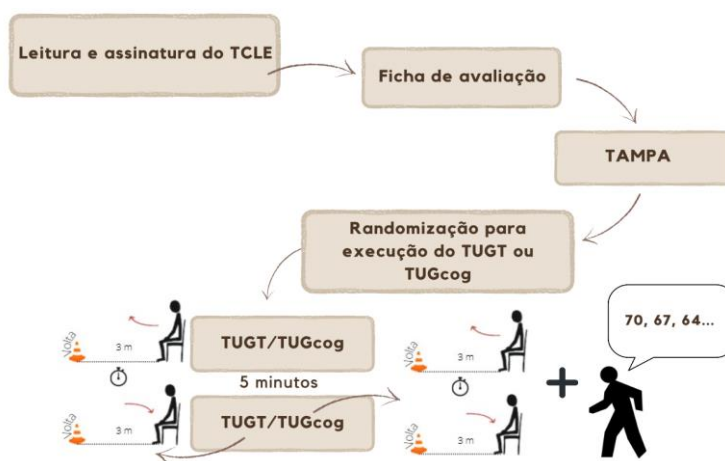 Leitura e assinatura do TCLE
Ficha de avaliação
TAMPA
Randomização para
execução do TUGT ou
TUGcog
70, 67, 64...
Volta
3 m
TUGT/TUGcog
Volta
3 m
5 minutos
Volta
3 m
TUGT/TUGcog
Volta
3 m